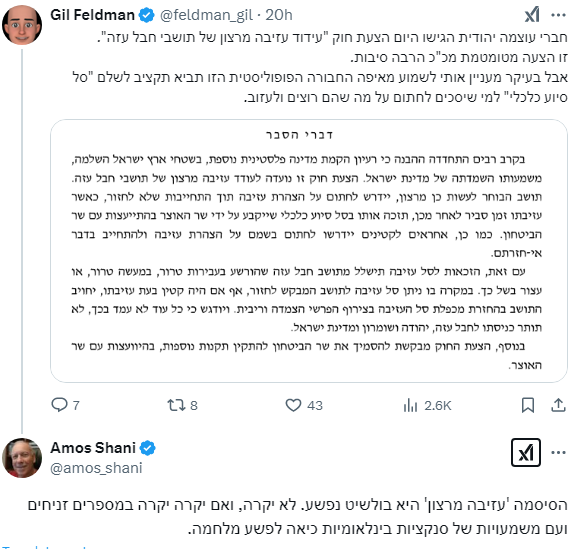 Gil Feldman @feldman_gil · 20h
חברי עוצמה יהודית הגישו היום הצעת חוק "עידוד עזיבה מרצון של תושבי חבל עזה".
זו הצעה מטומטמת מכ"כ הרבה סיבות.
אבל בעיקר מעניין אותי לשמוע מאיפה החבורה הפופוליסטית הזו תביא תקציב לשלם "סל
סיוע כלכלי" למי שיסכים לחתום על מה שהם רוצים ולעזוב.
דברי הסבר
בקרב רבים התחדדה ההבנה כי רעיון הקמת מדינה פלסטינית נוספת, בשטחי ארץ ישראל השלמה,
משמעותו השמדתה של מדינת ישראל. הצעת חוק זו נועדה לעודד עזיבה מרצון של תושבי חבל עזה.
תושב הבוחר לעשות כן מרצון, יידרש לחתום על הצהרת עזיבה תוך התחייבות שלא לחזור, כאשר
עזיבתו זמן סביר לאחר מכן, תזכה אותו בסל סיוע כלכלי שייקבע על ידי שר האוצר בהתייעצות עם שר
הביטחון. כמו כן, אחראים לקטינים יידרשו לחתום בשמם על הצהרת עזיבה ולהתחייב בדבר
אי-חזרתם.
עם זאת, הזכאות לסל עזיבה תישלל מתושב חבל עזה שהורשע בעבירות טרור, במעשה טרור, או
עצור בשל כך. במקרה בו ניתן סל עזיבה לתושב המבקש לחזור, אף אם היה קטין בעת עזיבתו, יחויב
התושב בהחזרת מכפלת סל העזיבה בצירוף הפרשי הצמדה וריבית. ויודגש כי כל עוד לא עמד בכך, לא
תותר כניסתו לחבל עזה, יהודה ושומרון ומדינת ישראל.
בנוסף, הצעת החוק מבקשת להסמיך את שר הביטחון להתקין תקנות נוספות, בהיוועצות עם שר
האוצר.
7 8 43 2.6K
Amos Shani
@amos_shani
הסיסמה 'עזיבה מרצון' היא בולשיט נפשע. לא יקרה, ואם יקרה יקרה במספרים זניחים
ועם משמעויות של סנקציות בינלאומיות כיאה לפשע מלחמה.